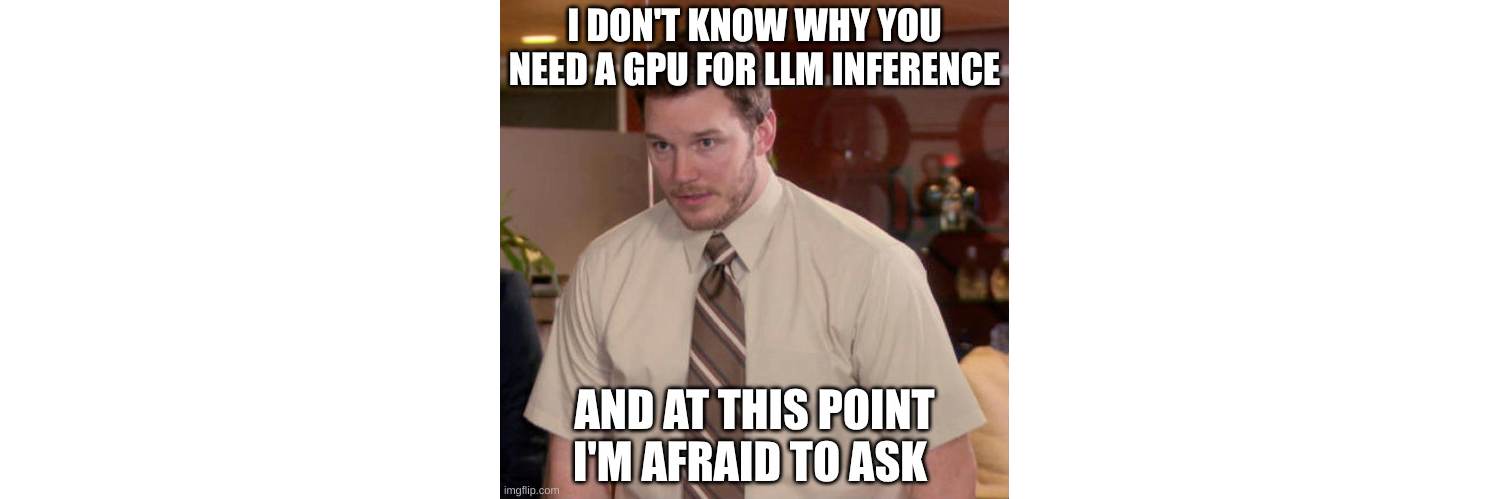 I DON'T KNOW WHY YOU
NEED A GPU FOR LLM INFERENCE
AND AT THIS POINT
I'M AFRAID TO ASK
imgflip.com